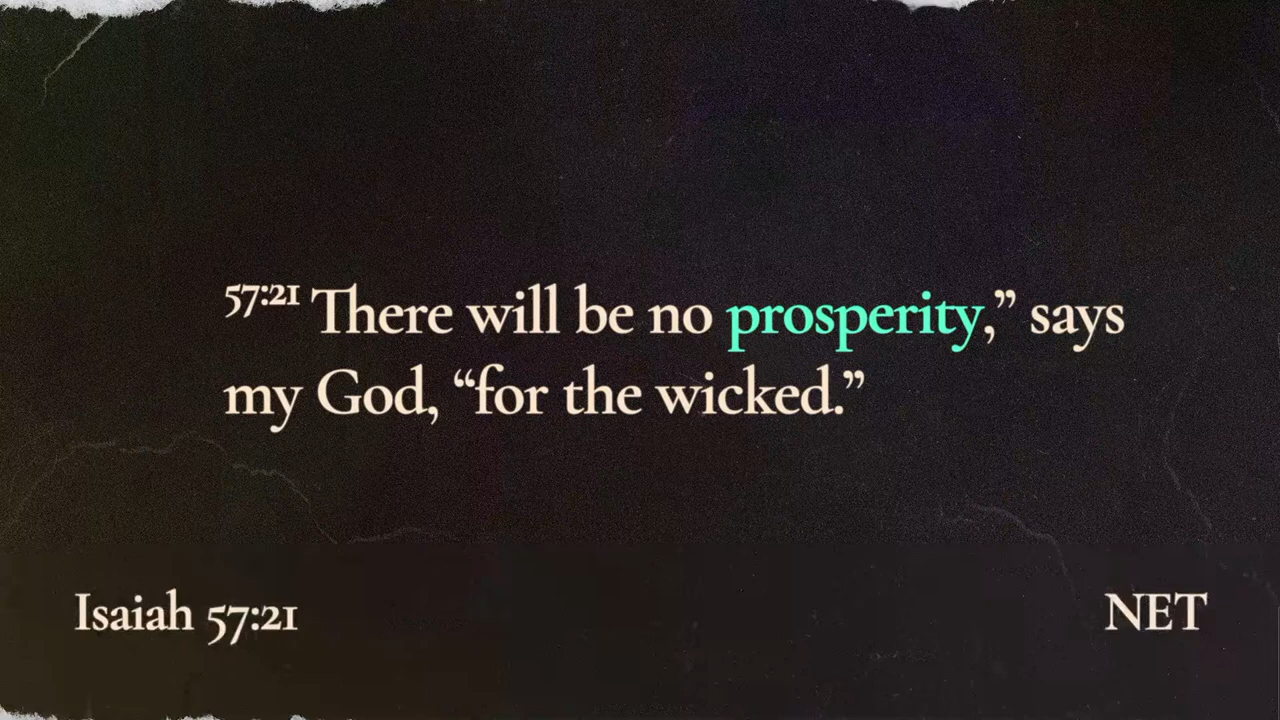 57:21 There will be no prosperity,” says
my God, “for the wicked.”
Isaiah 57:21
NET